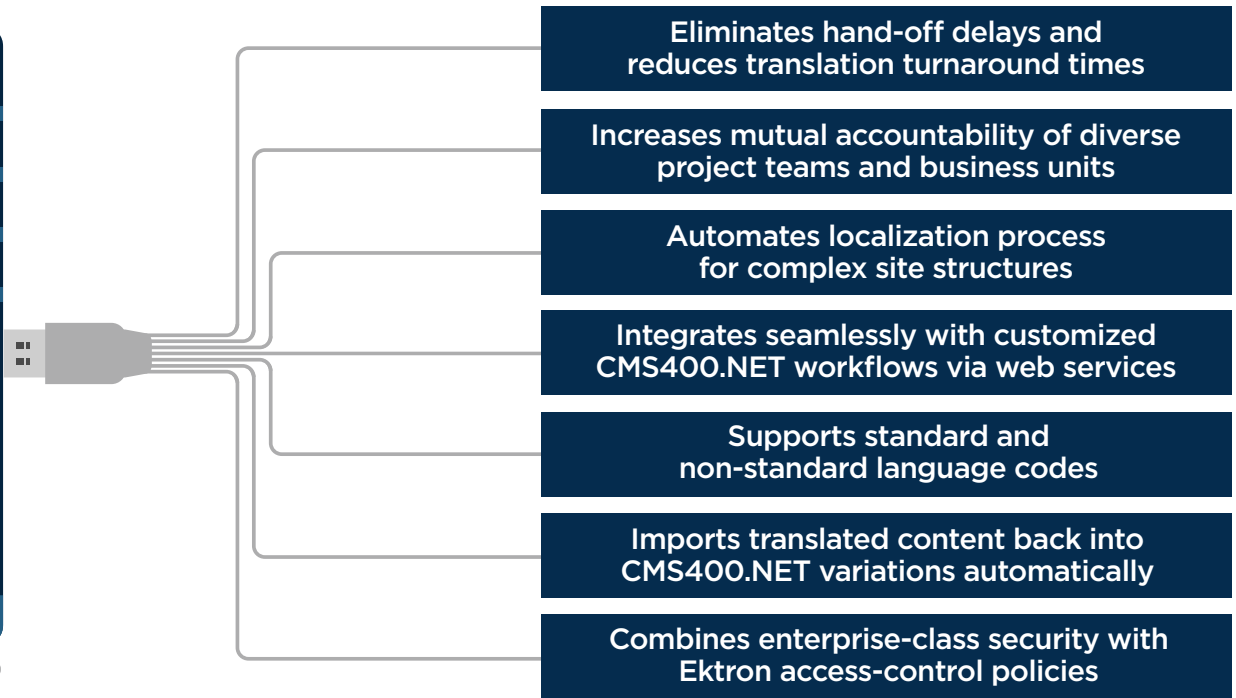 Eliminates hand-off delays and
reduces translation turnaround times
Increases mutual accountability of diverse
project teams and business units
Automates localization process
for complex site structures
Integrates seamlessly with customized
CMS400.NET workflows via web services
Supports standard and
non-standard language codes
Imports translated content back into
CMS400.NET variations automatically
Combines enterprise-class security with
Ektron access-control policies